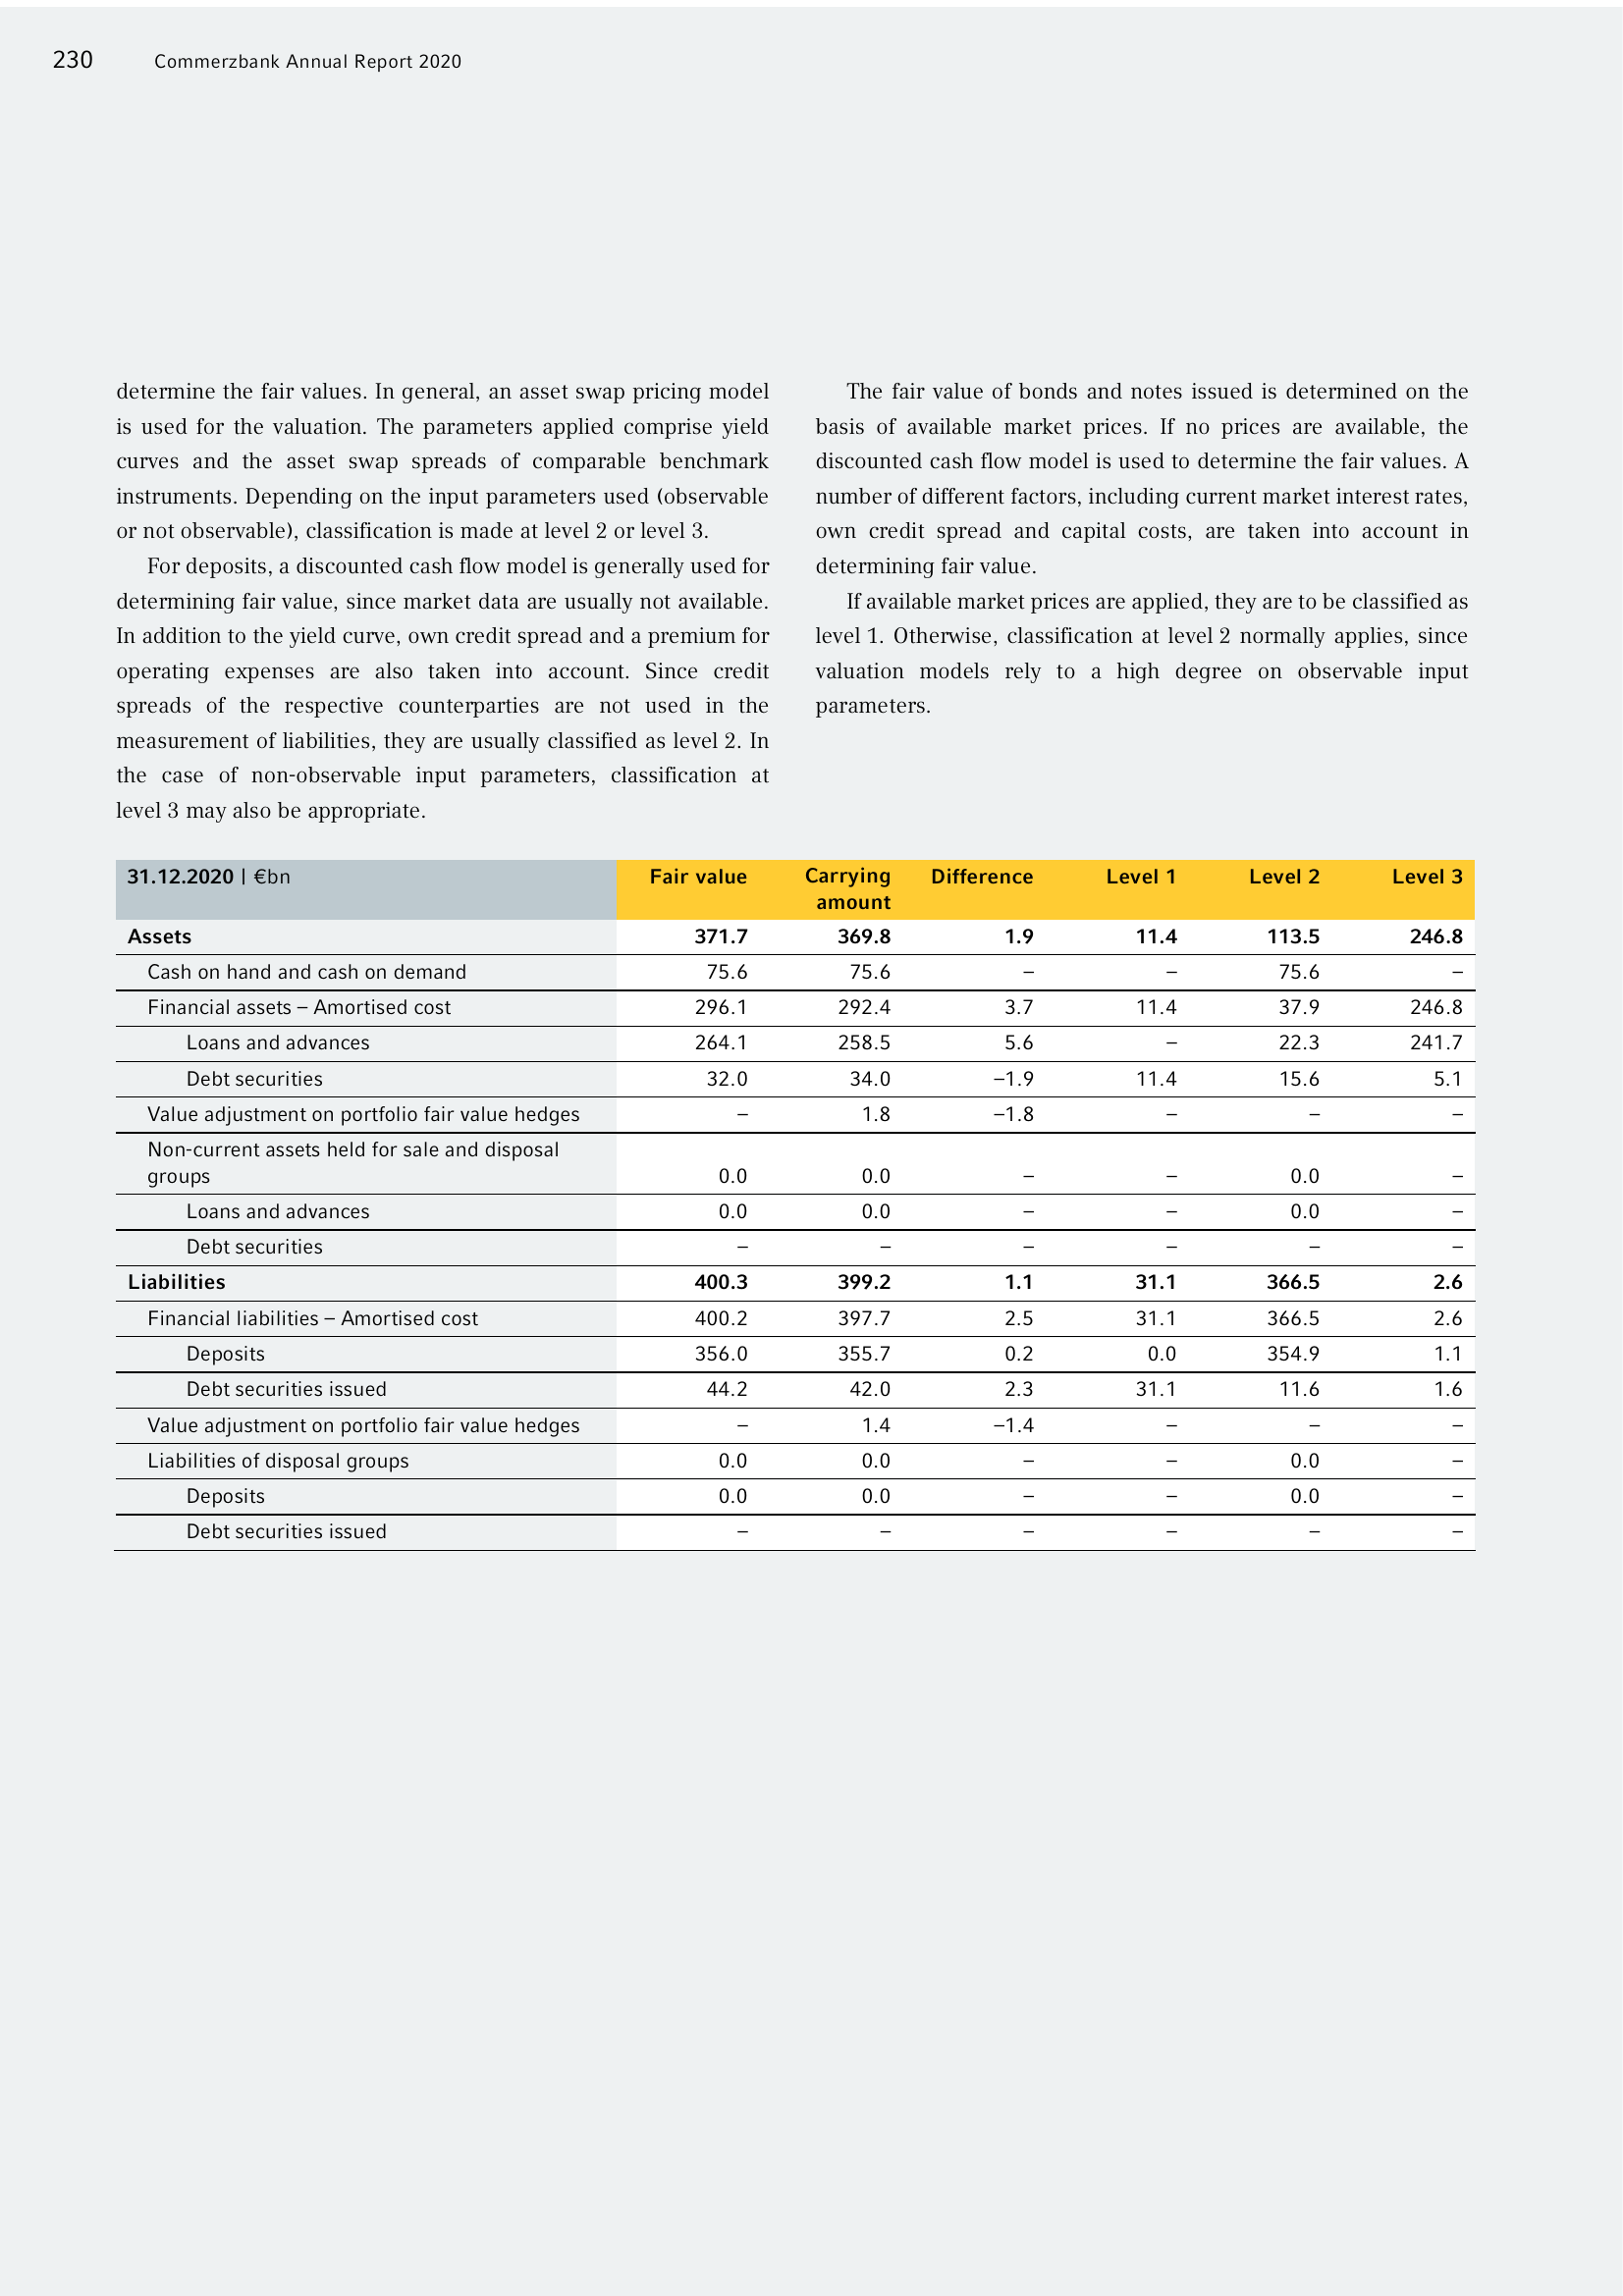 230 Commerzbank Annual Report 2020
determine the fair values. In general, an asset swap pricing model
is used for the valuation. The parameters applied comprise yield
curves and the asset swap spreads of comparable benchmark
instruments. Depending on the input parameters used (observable
or not observable), classification is made at level 2 or level 3.
For deposits, a discounted cash flow model is generally used for
determining fair value, since market data are usually not available.
In addition to the yield curve, own credit spread and a premium for
operating expenses are also taken into account. Since credit
spreads of the respective counterparties are not used in the
measurement of liabilities, they are usually classified as level 2. In
the case of non-observable input parameters, classification at
level 3 may also be appropriate.
The fair value of bonds and notes issued is determined on the
basis of available market prices. If no prices are available, the
discounted cash flow model is used to determine the fair values. A
number of different factors, including current market interest rates,
own credit spread and capital costs, are taken into account in
determining fair value.
If available market prices are applied, they are to be classified as
level 1. Otherwise, classification at level 2 normally applies, since
valuation models rely to a high degree on observable input
parameters.
31.12.2020 | €bn Fair value Carrying Difference Level 1 Level 2 Level 3
amount
Assets 371.7 369.8 1.9 11.4 113.5 246.8
Cash on hand and cash on demand 75.6 75.6 – – 75.6 –
Financial assets – Amortised cost 296.1 292.4 3.7 11.4 37.9 246.8
Loans and advances 264.1 258.5 5.6 – 22.3 241.7
Debt securities 32.0 34.0 –1.9 11.4 15.6 5.1
Value adjustment on portfolio fair value hedges – 1.8 –1.8 – – –
Non-current assets held for sale and disposal
groups 0.0 0.0 – – 0.0 –
Loans and advances 0.0 0.0 – – 0.0 –
Debt securities – – – – – –
Liabilities 400.3 399.2 1.1 31.1 366.5 2.6
Financial liabilities – Amortised cost 400.2 397.7 2.5 31.1 366.5 2.6
Deposits 356.0 355.7 0.2 0.0 354.9 1.1
Debt securities issued 44.2 42.0 2.3 31.1 11.6 1.6
Value adjustment on portfolio fair value hedges – 1.4 –1.4 – – –
Liabilities of disposal groups 0.0 0.0 – – 0.0 –
Deposits 0.0 0.0 – – 0.0 –
Debt securities issued – – – – – –